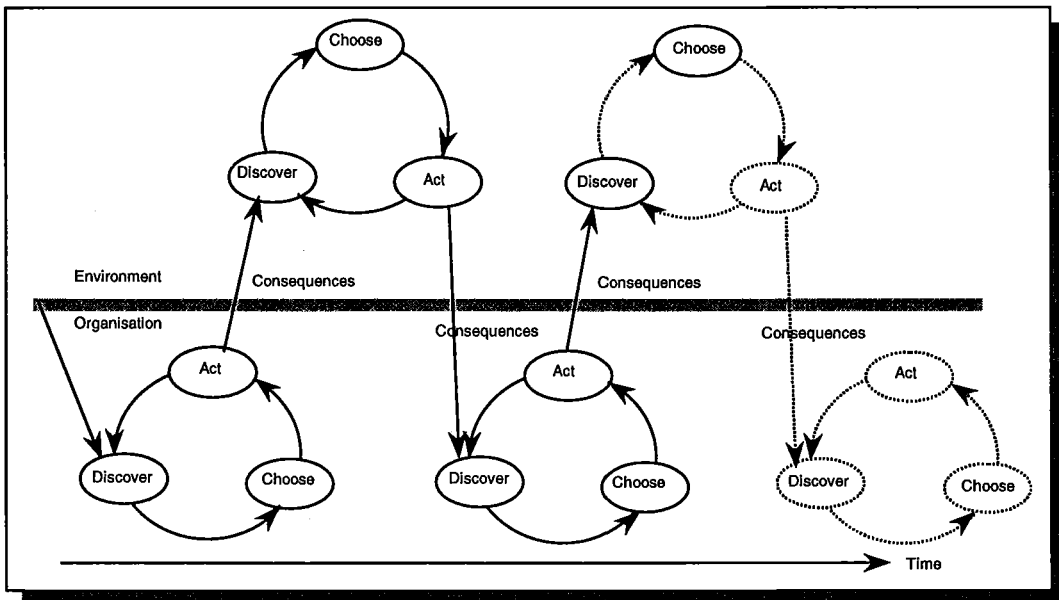 Choose
Choose
Discover
Act
Discover
Act
Environment
Consequences
Consequences
Organisation
Consequences
Consequences
Act
Act
Act
Discover
Choose
Discover
Choose
Discover
Choose
Time